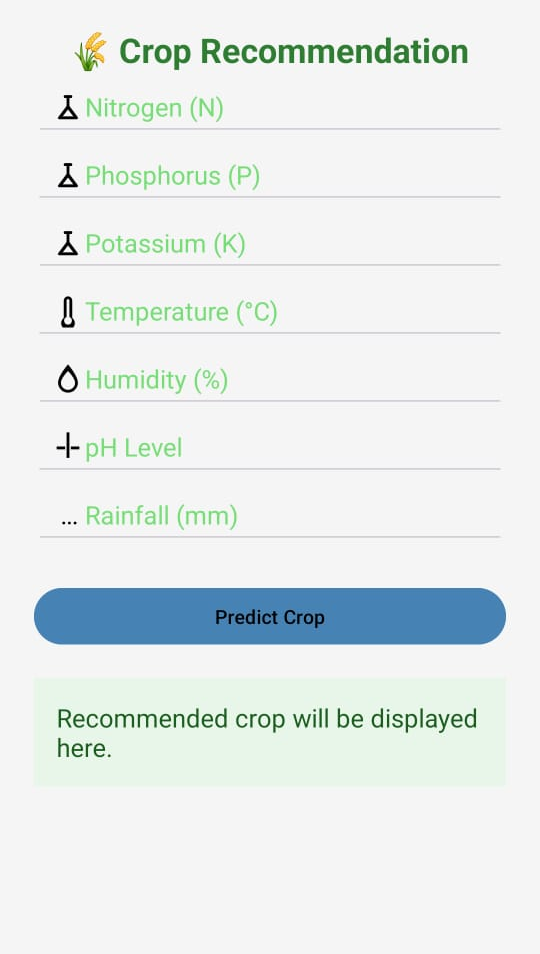 🌾 Crop Recommendation
Nitrogen (N)
Phosphorus (P)
Potassium (K)
Temperature (°C)
Humidity (%)
pH Level
... Rainfall (mm)
Predict Crop
Recommended crop will be displayed
here.